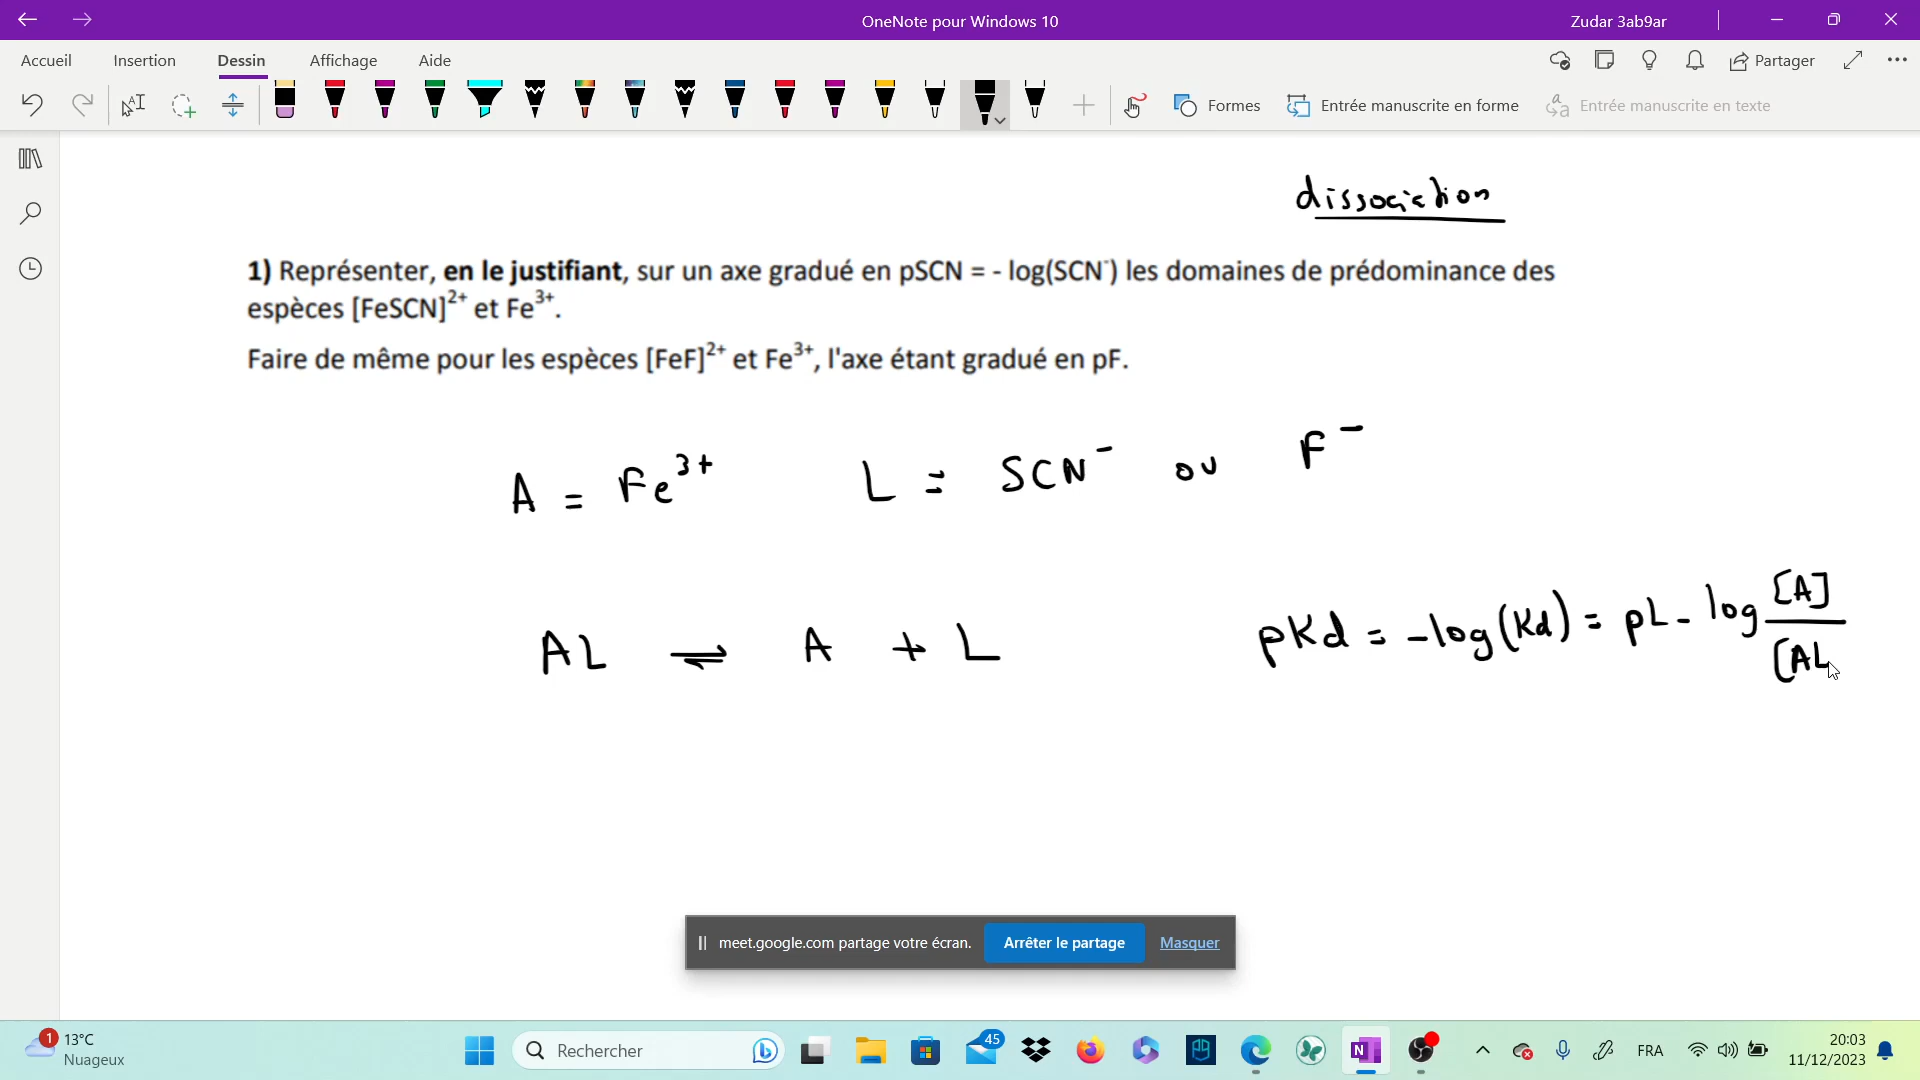 OneNote pour Windows 10
Zudar 3ab9ar
Accueil Insertion Dessin Affichage Aide
Partager
Formes Entrée manuscrite en forme Entrée manuscrite en texte
dissociation
1) Représenter, en le justifiant, sur un axe gradué en pSCN = - log(SCN⁻) les domaines de prédominance des
espèces [FeSCN]²⁺ et Fe³⁺.
Faire de même pour les espèces [FeF]²⁺ et Fe³⁺, l'axe étant gradué en pF.
A = Fe³⁺ L = SCN⁻ ou F⁻
AL ⇌ A + L pKd = -log(Kd) = pL - log [A] / [AL
meet.google.com partage votre écran. Arrêter le partage Masquer
1 13°C
Nuageux
Rechercher
45
FRA
20:03
11/12/2023